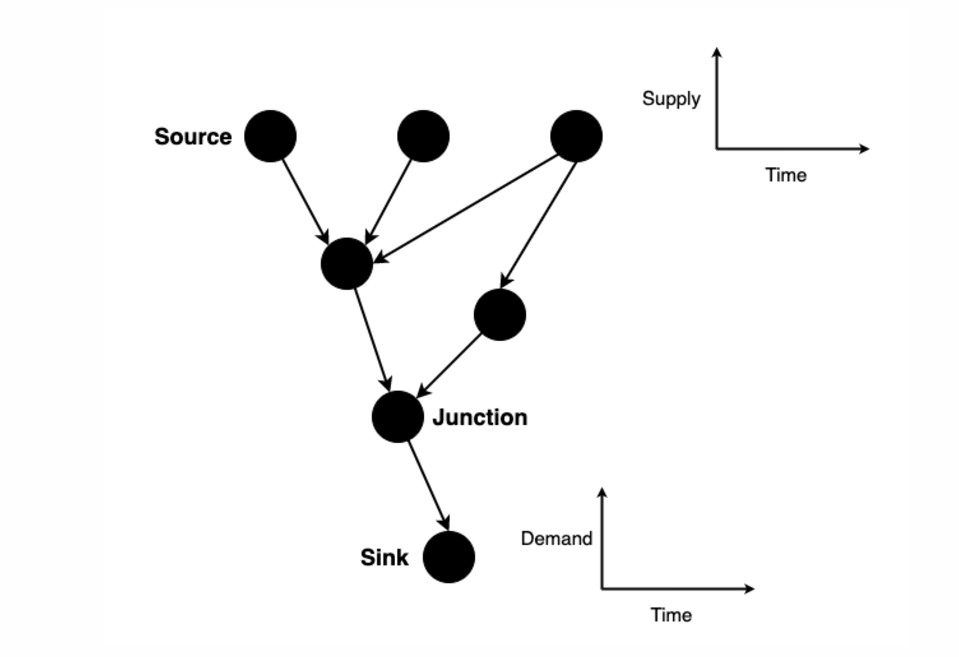 Supply
Source
Time
Junction
Demand
Sink
Time